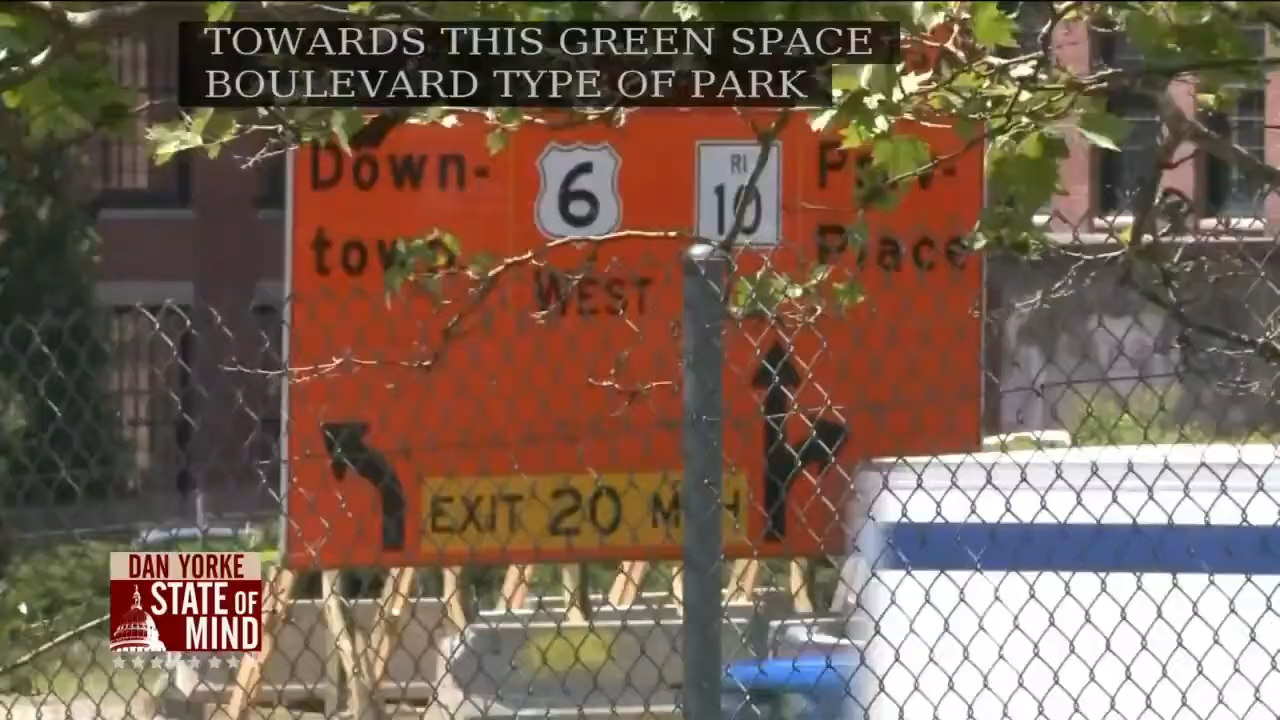 TOWARDS THIS GREEN SPACE
BOULEVARD TYPE OF PARK
Down-
town
6
WEST
RI
10
Place
EXIT 20 MPH
DAN YORKE
STATE OF
MIND